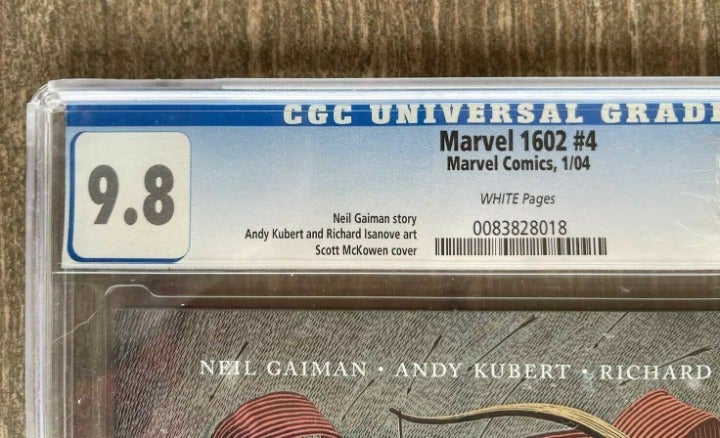 CGC UNIVERSAL GRADE
9.8
Marvel 1602 #4
Marvel Comics, 1/04
WHITE Pages
Neil Gaiman story
Andy Kubert and Richard Isanove art
Scott McKowen cover
0083828018
NEIL GAIMAN • ANDY KUBERT • RICHARD